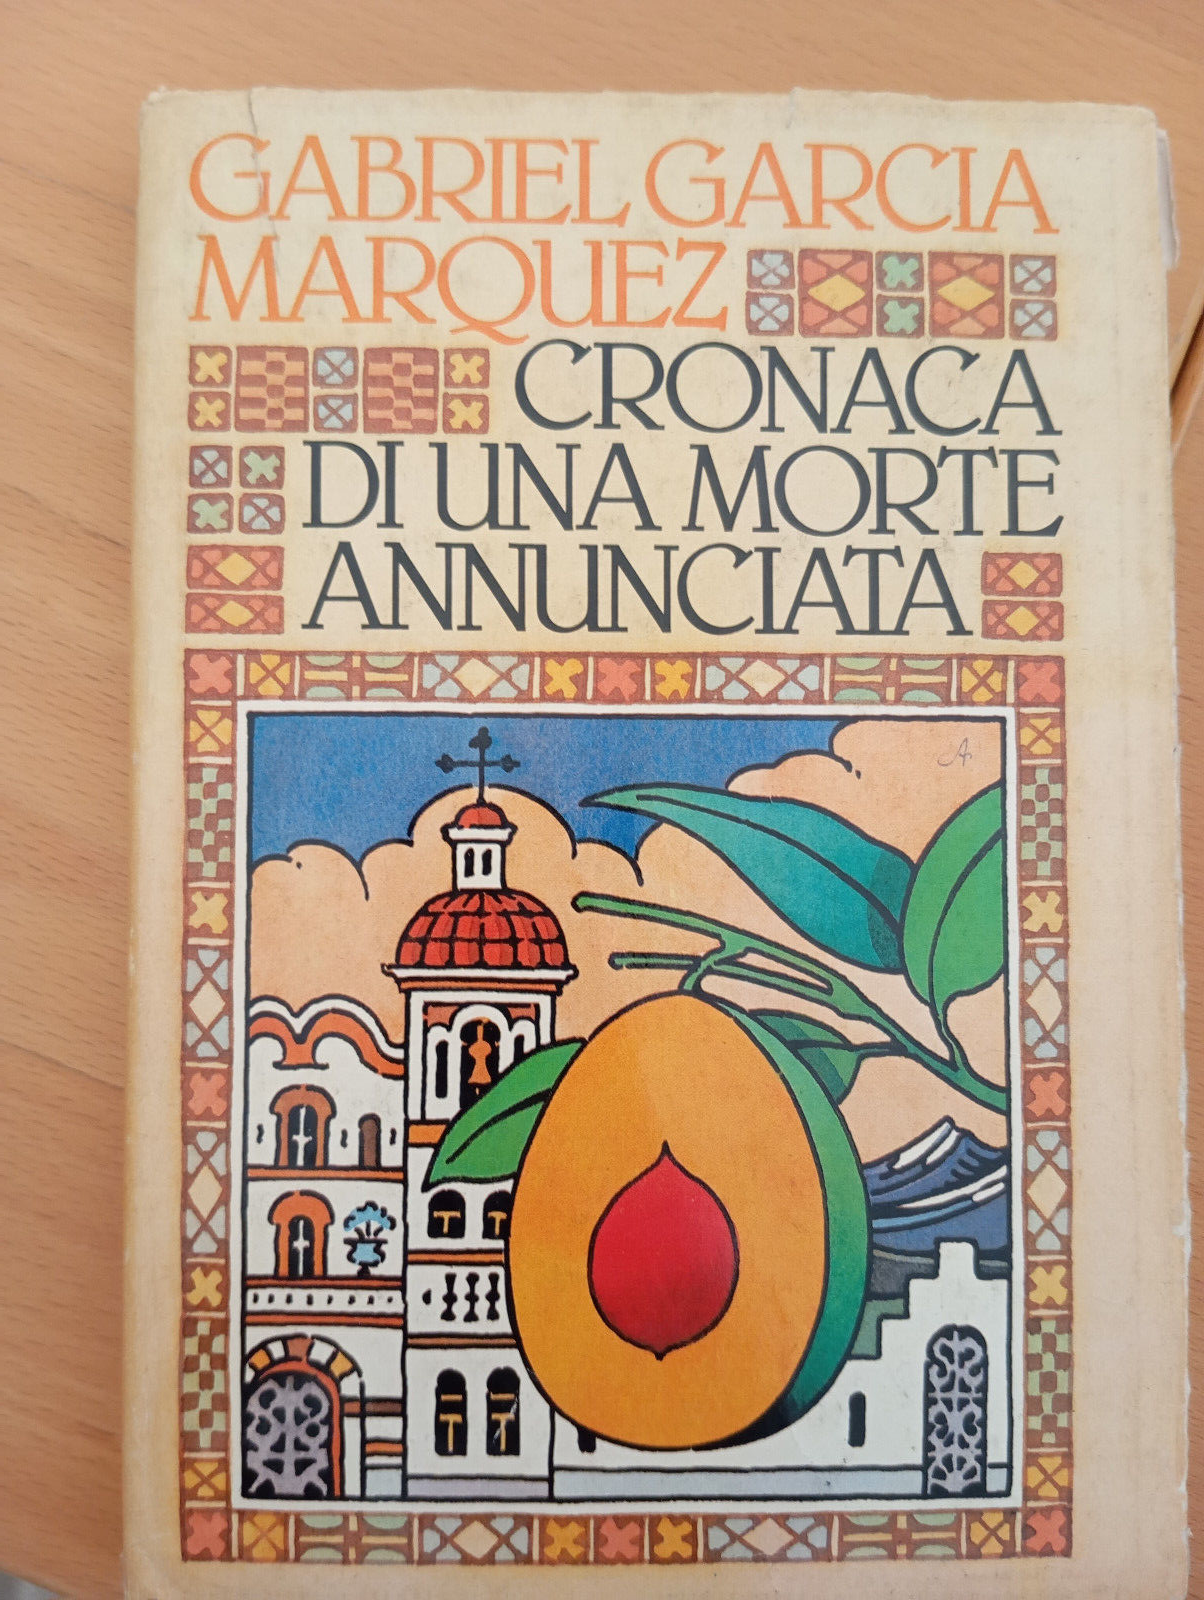 GABRIEL GARCIA
MARQUEZ
CRONACA
DI UNA MORTE
ANNUNCIATA